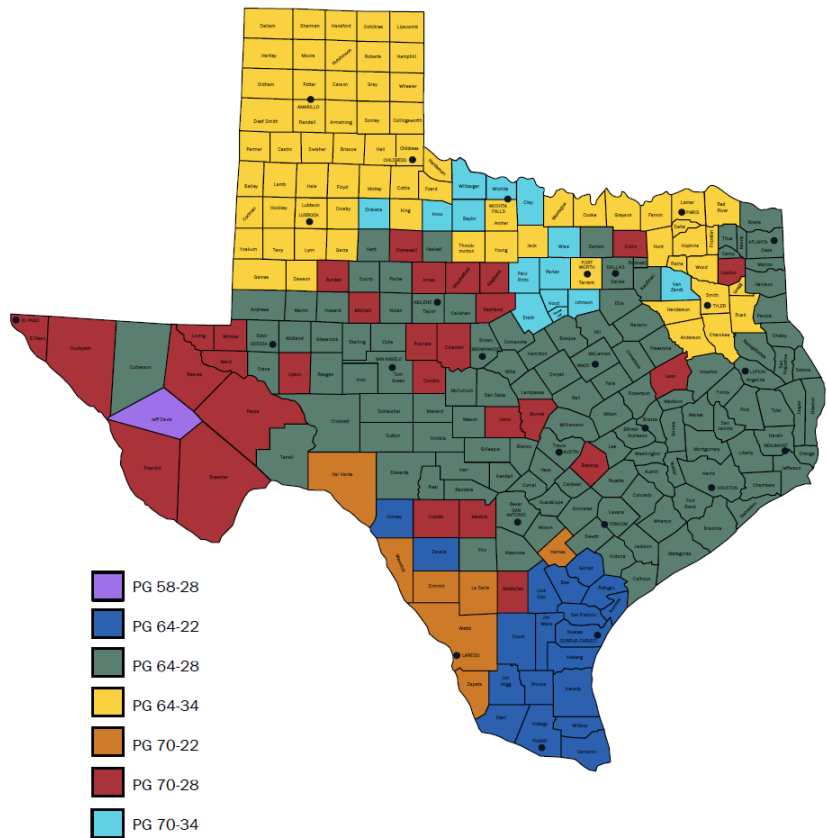 Dallam Sherman Hansford Ochiltree Lipscomb
Hartley Moore Hutchinson Roberts Hemphill
Oldham Potter Carson Gray Wheeler
AMARILLO
Deaf Smith Randall Armstrong Donley Collingsworth
Parmer Castro Swisher Briscoe Hall Childress
CHILDRESS
Hardeman
Bailey Lamb Hale Floyd Motley Cottle Foard Wilbarger Wichita Clay
WICHITA FALLS
Cochran Hockley Lubbock Crosby Dickens King Knox Baylor Archer Montague Cooke Grayson Fannin Lamar Red River
LUBBOCK
PARIS
Delta
Bowie
Yoakum Terry Lynn Garza Kent Stonewall Haskell Throck-morton Young Jack Wise Denton Collin Hunt Hopkins Franklin Titus Camp Cass
ATLANTA
Gaines Dawson Borden Scurry Fisher Jones Shackelford Stephens Palo Pinto Parker Tarrant Dallas Rockwall Kaufman Rains Wood Upshur Marion
FORT WORTH
DALLAS
Van Zandt
Harrison
Gregg
Andrews Martin Howard Mitchell Nolan Taylor Callahan Eastland Erath Hood Johnson Ellis Henderson Smith Rusk Panola
ABILENE
TYLER
EL PASO
El Paso Hudspeth Culberson Loving Winkler Ector Midland Glasscock Sterling Coke Runnels Coleman Brown Comanche Hamilton Bosque Hill Navarro Freestone Anderson Cherokee Shelby
ODESSA
BROWNWOOD
Reeves Ward Crane Upton Reagan Irion Tom Green Concho McCulloch Mills Coryell McLennan Falls Leon Houston Angelina
SAN ANGELO
WACO
LUFKIN
San Saba Lampasas Bell Robertson Madison Trinity Polk Tyler
Jeff Davis Pecos Crockett Schleicher Menard Mason Llano Burnet Williamson Milam Brazos Walker
BRYAN
San Jacinto
Hardin
Terrell Sutton Kimble Gillespie Blanco Travis Lee Burleson Washington Montgomery Liberty
AUSTIN
BEAUMONT
Orange
Jefferson
Presidio Brewster Val Verde Edwards Kerr Kendall Hays Bastrop Austin Harris Chambers
HOUSTON
Real Bandera Comal Caldwell Fayette Colorado Fort Bend
Bexar Guadalupe Gonzales Lavaca Wharton Brazoria
SAN ANTONIO
YOAKUM
Kinney Uvalde Medina Wilson Dewitt Jackson Matagorda
Maverick Zavala Frio Atascosa Karnes Victoria Calhoun
Goliad
Dimmit La Salle McMullen Live Oak Bee Refugio
San Patricio
Webb Duval Jim Wells Nueces
CORPUS CHRISTI
LAREDO
Kleberg
Zapata Jim Hogg Brooks Kenedy
Starr Hidalgo Willacy
Cameron
PG 58-28
PG 64-22
PG 64-28
PG 64-34
PG 70-22
PG 70-28
PG 70-34